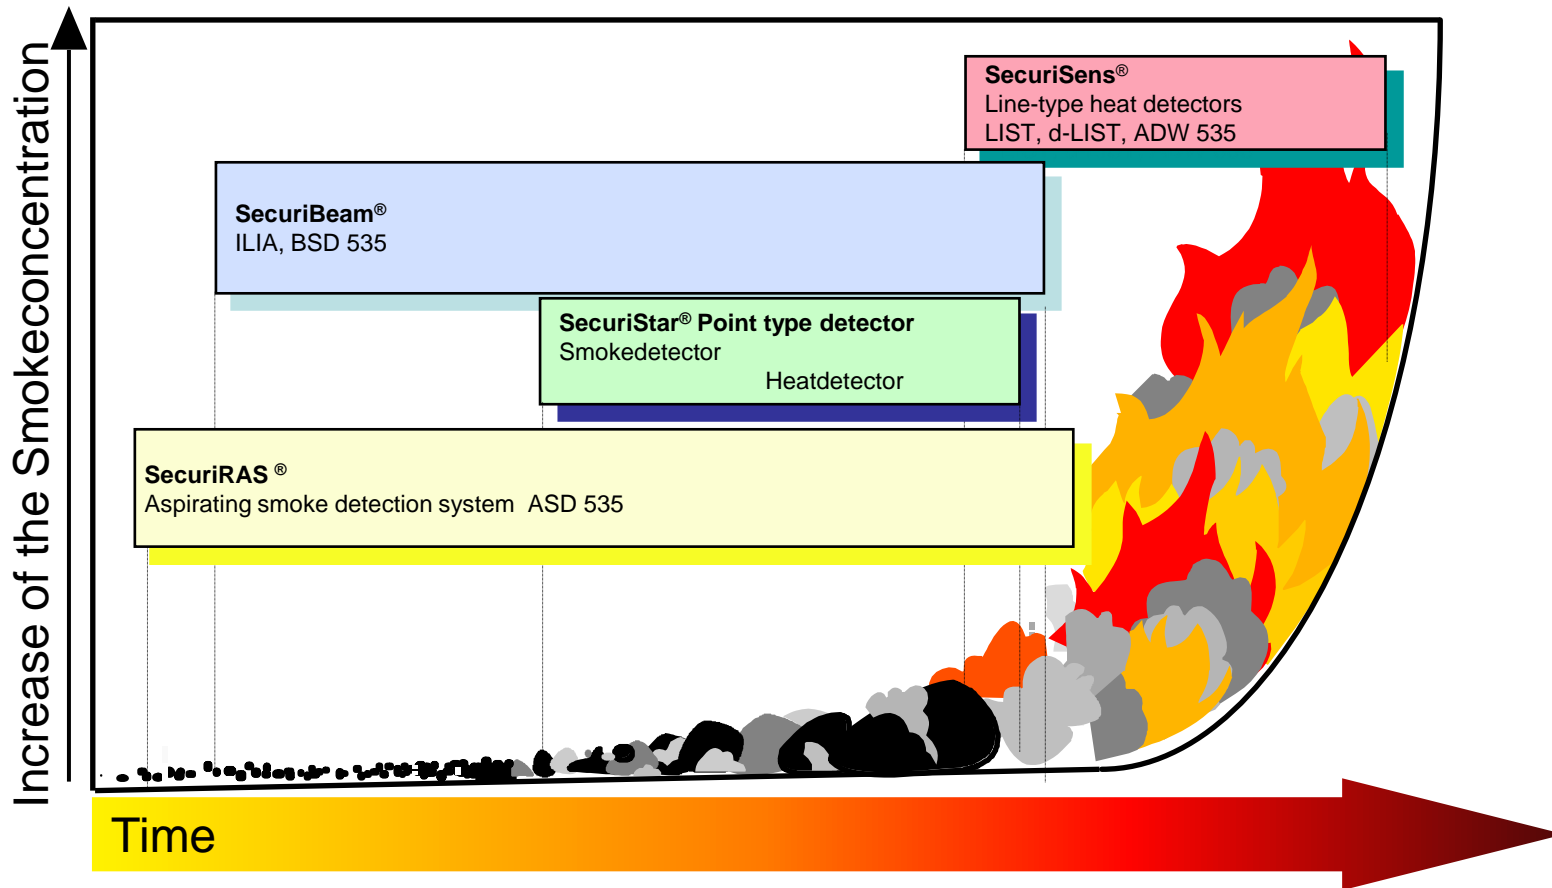 Increase of the Smokeconcentration
SecuriSens®
Line-type heat detectors
LIST, d-LIST, ADW 535
SecuriBeam®
ILIA, BSD 535
SecuriStar® Point type detector
Smokedetector
Heatdetector
SecuriRAS ®
Aspirating smoke detection system ASD 535
Time